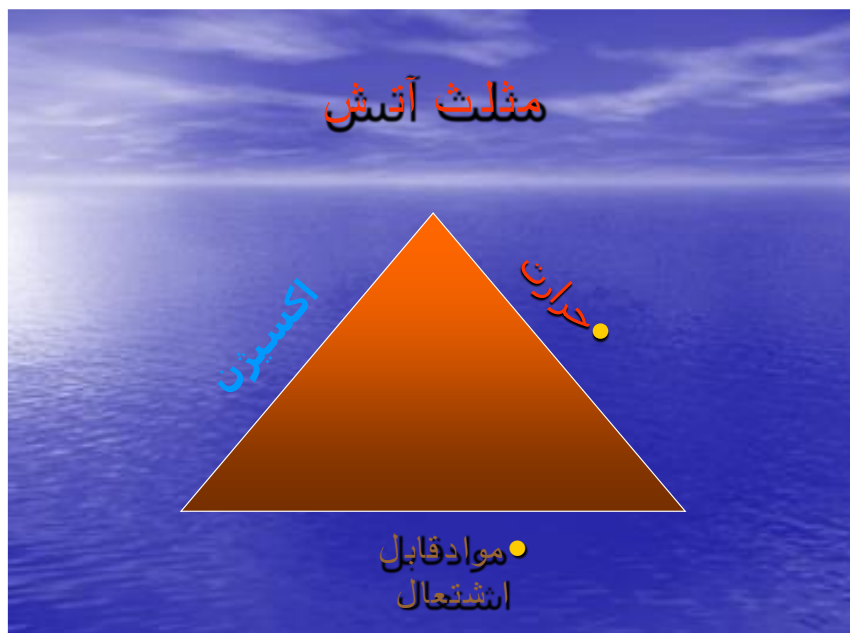 مثلث آتش
اکسیژن
حرارت
موادقابل
اشتعال